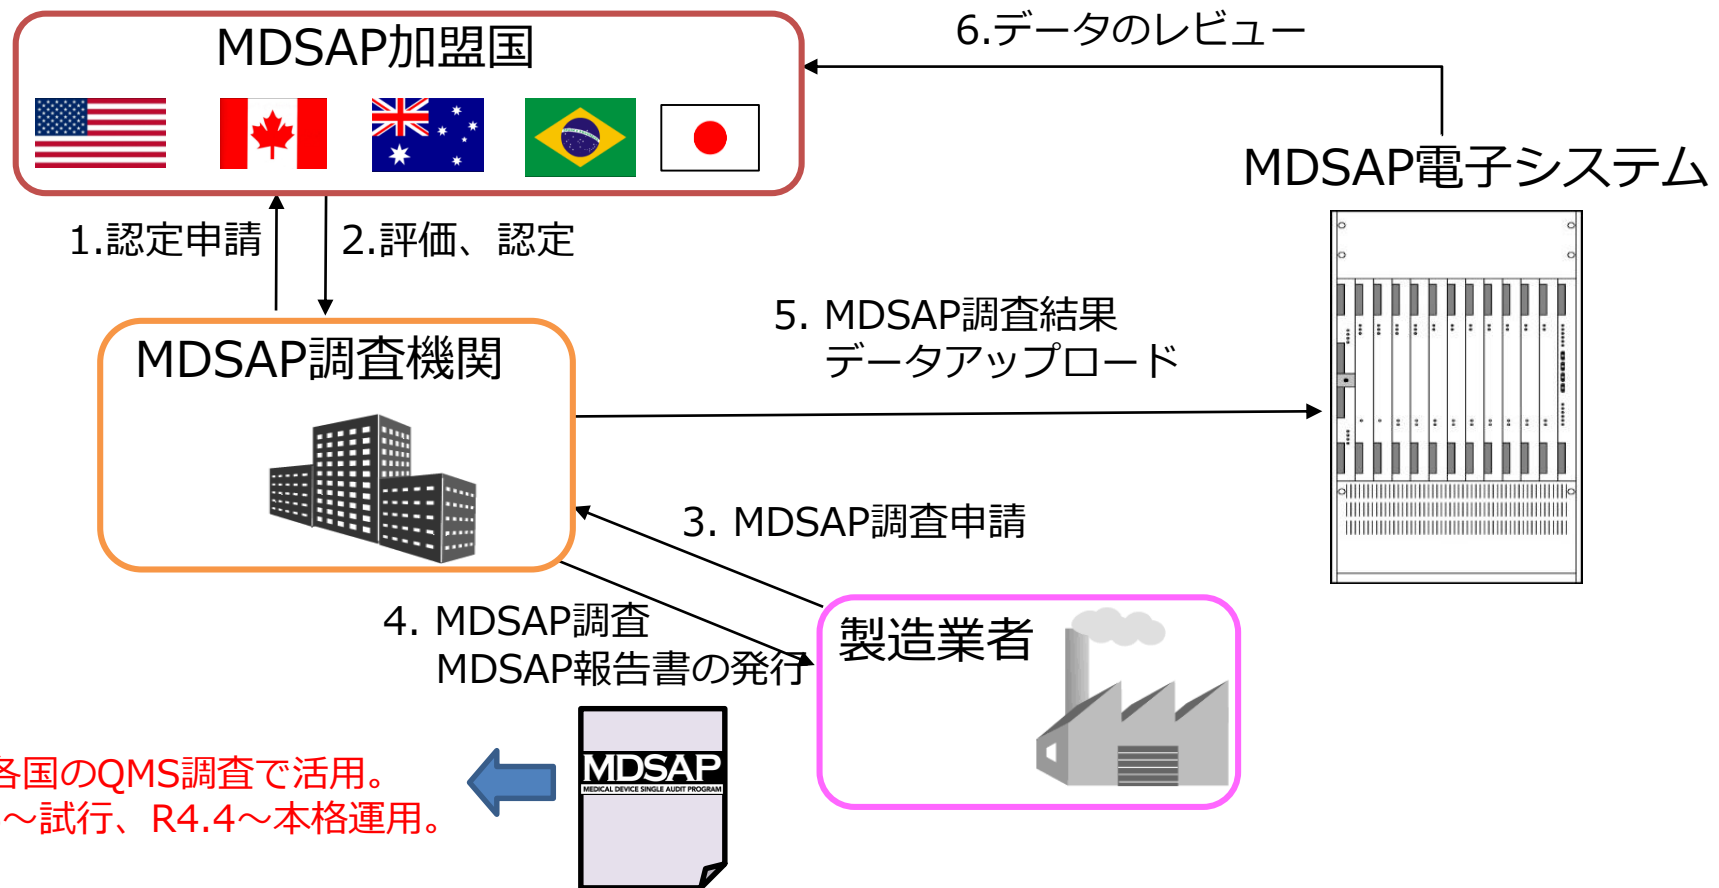 MDSAP加盟国
6.データのレビュー
MDSAP電子システム
1.認定申請
2.評価、認定
MDSAP調査機関
5. MDSAP調査結果
データアップロード
3. MDSAP調査申請
4. MDSAP調査
MDSAP報告書の発行
製造業者
各国のQMS調査で活用。
～試行、R4.4～本格運用。
MDSAP
MEDICAL DEVICE SINGLE AUDIT PROGRAM